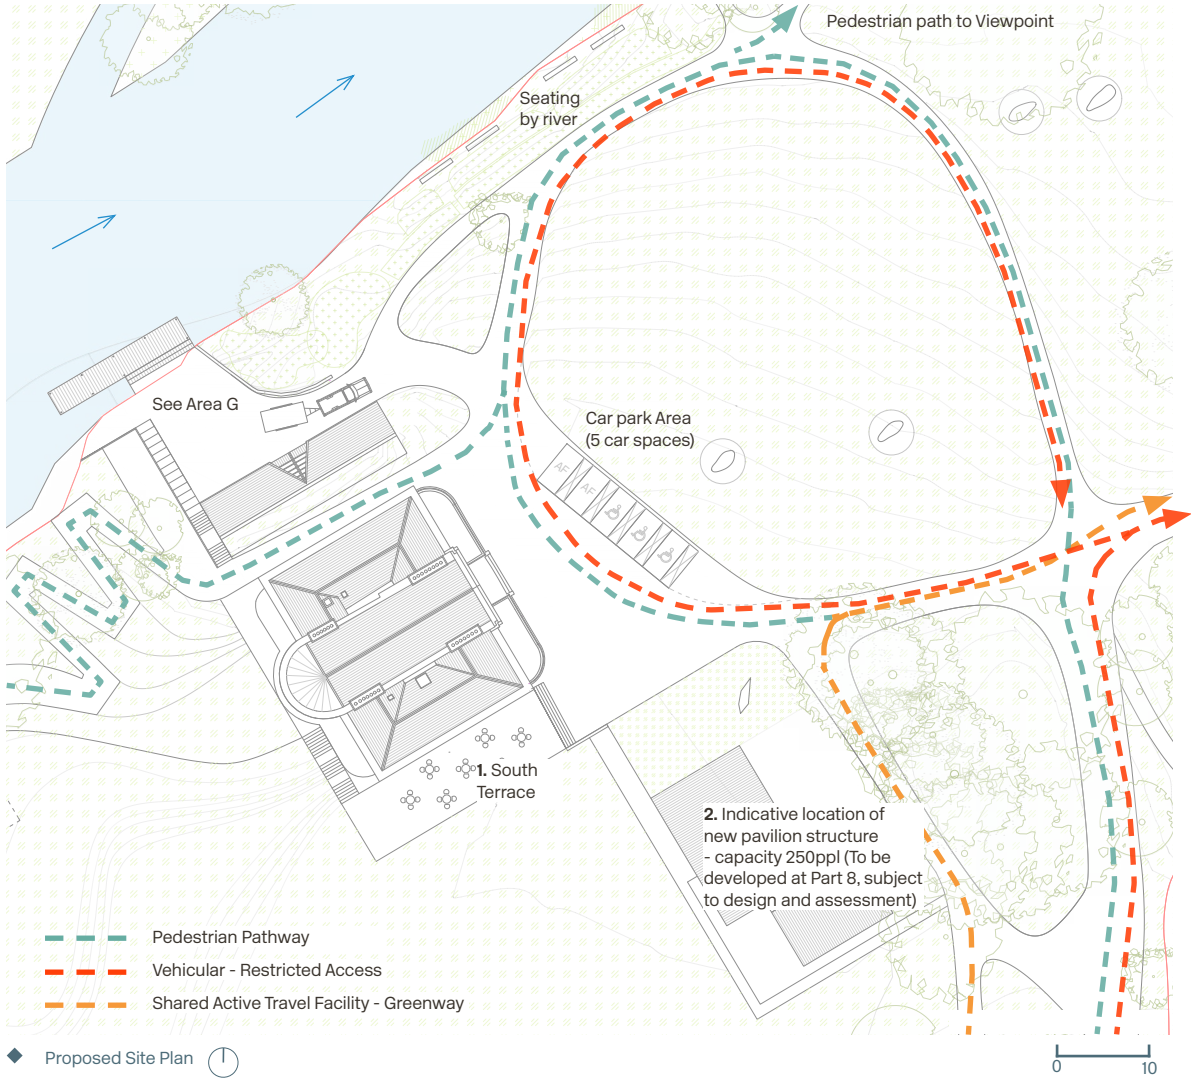 Pedestrian path to Viewpoint
Seating
by river
See Area G
Car park Area
(5 car spaces)
AF
AF
1. South
Terrace
2. Indicative location of
new pavilion structure
- capacity 250ppl (To be
developed at Part 8, subject
to design and assessment)
Pedestrian Pathway
Vehicular - Restricted Access
Shared Active Travel Facility - Greenway
Proposed Site Plan
0
10